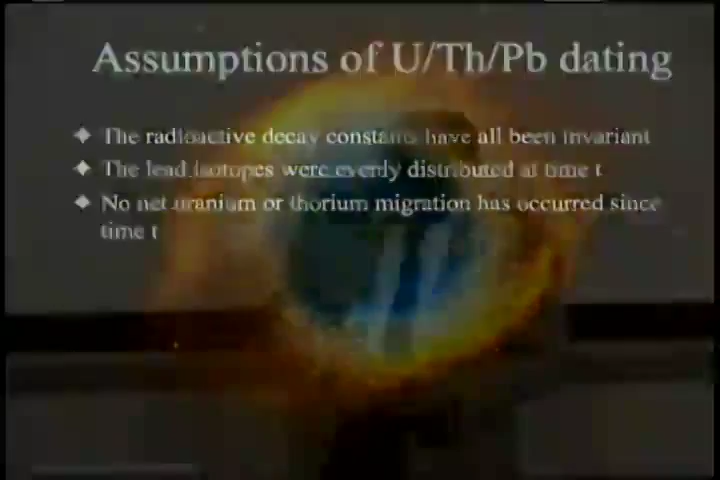 Assumptions of U/Th/Pb dating
The radioactive decay constants have all been invariant
The lead isotopes were evenly distributed at time t
No net uranium or thorium migration has occurred since
time t